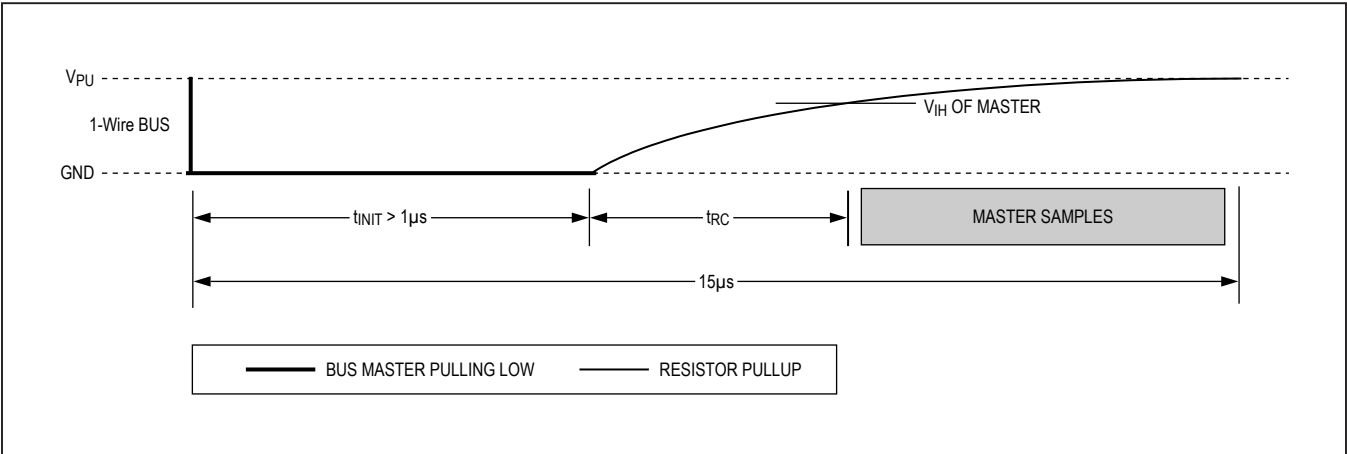 VPU
VIH OF MASTER
1-Wire BUS
GND
tINIT > 1µs
tRC
MASTER SAMPLES
15µs
BUS MASTER PULLING LOW
RESISTOR PULLUP